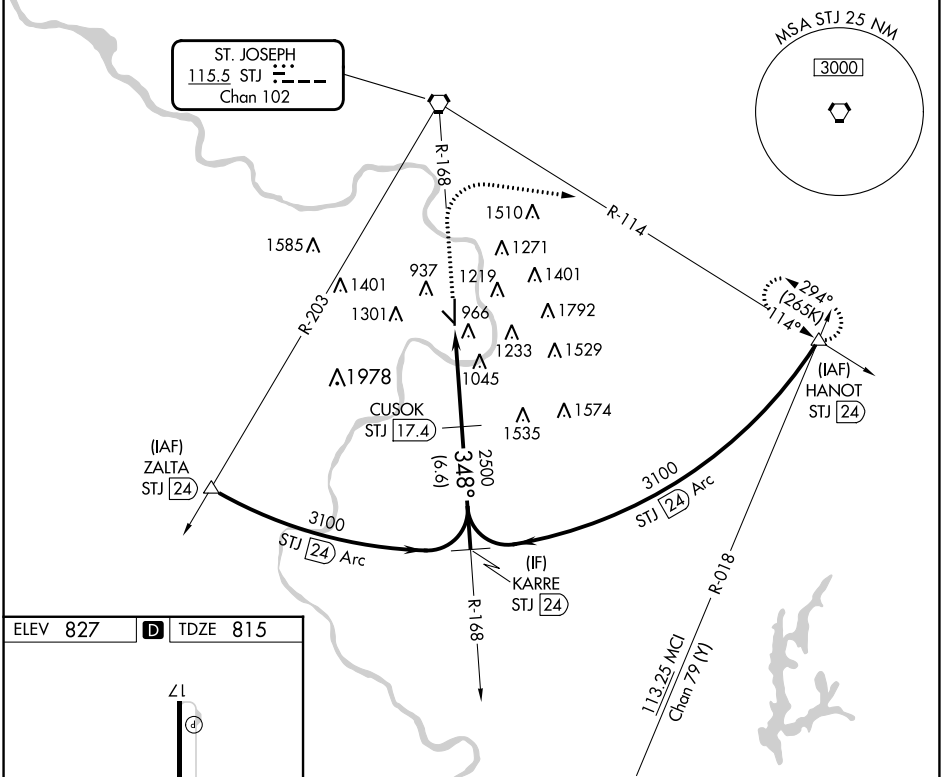 ST. JOSEPH
115.5 STJ
Chan 102
MSA STJ 25 NM
3000
R-168
R-114
R-203
1510
1585
1271
937
1219
1401
1401
1301
966
1792
1233
1529
1045
1978
294°
(265K)
114°
(IAF)
HANOT
STJ 24
CUSOK
STJ 17.4
1535
1574
2500
348°
(6.6)
(IAF)
ZALTA
STJ 24
3100
STJ 24 Arc
3100
STJ 24 Arc
(IF)
KARRE
STJ 24
R-168
R-018
113.25 MCI
Chan 79 (Y)
ELEV 827 D TDZE 815
17
P